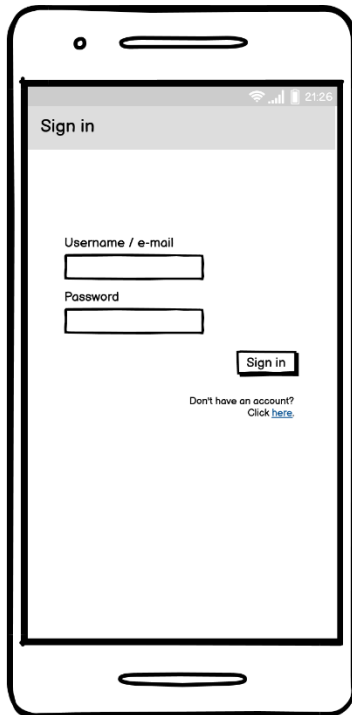 21:26
Sign in
Username / e-mail
Password
Sign in
Don't have an account?
Click here.